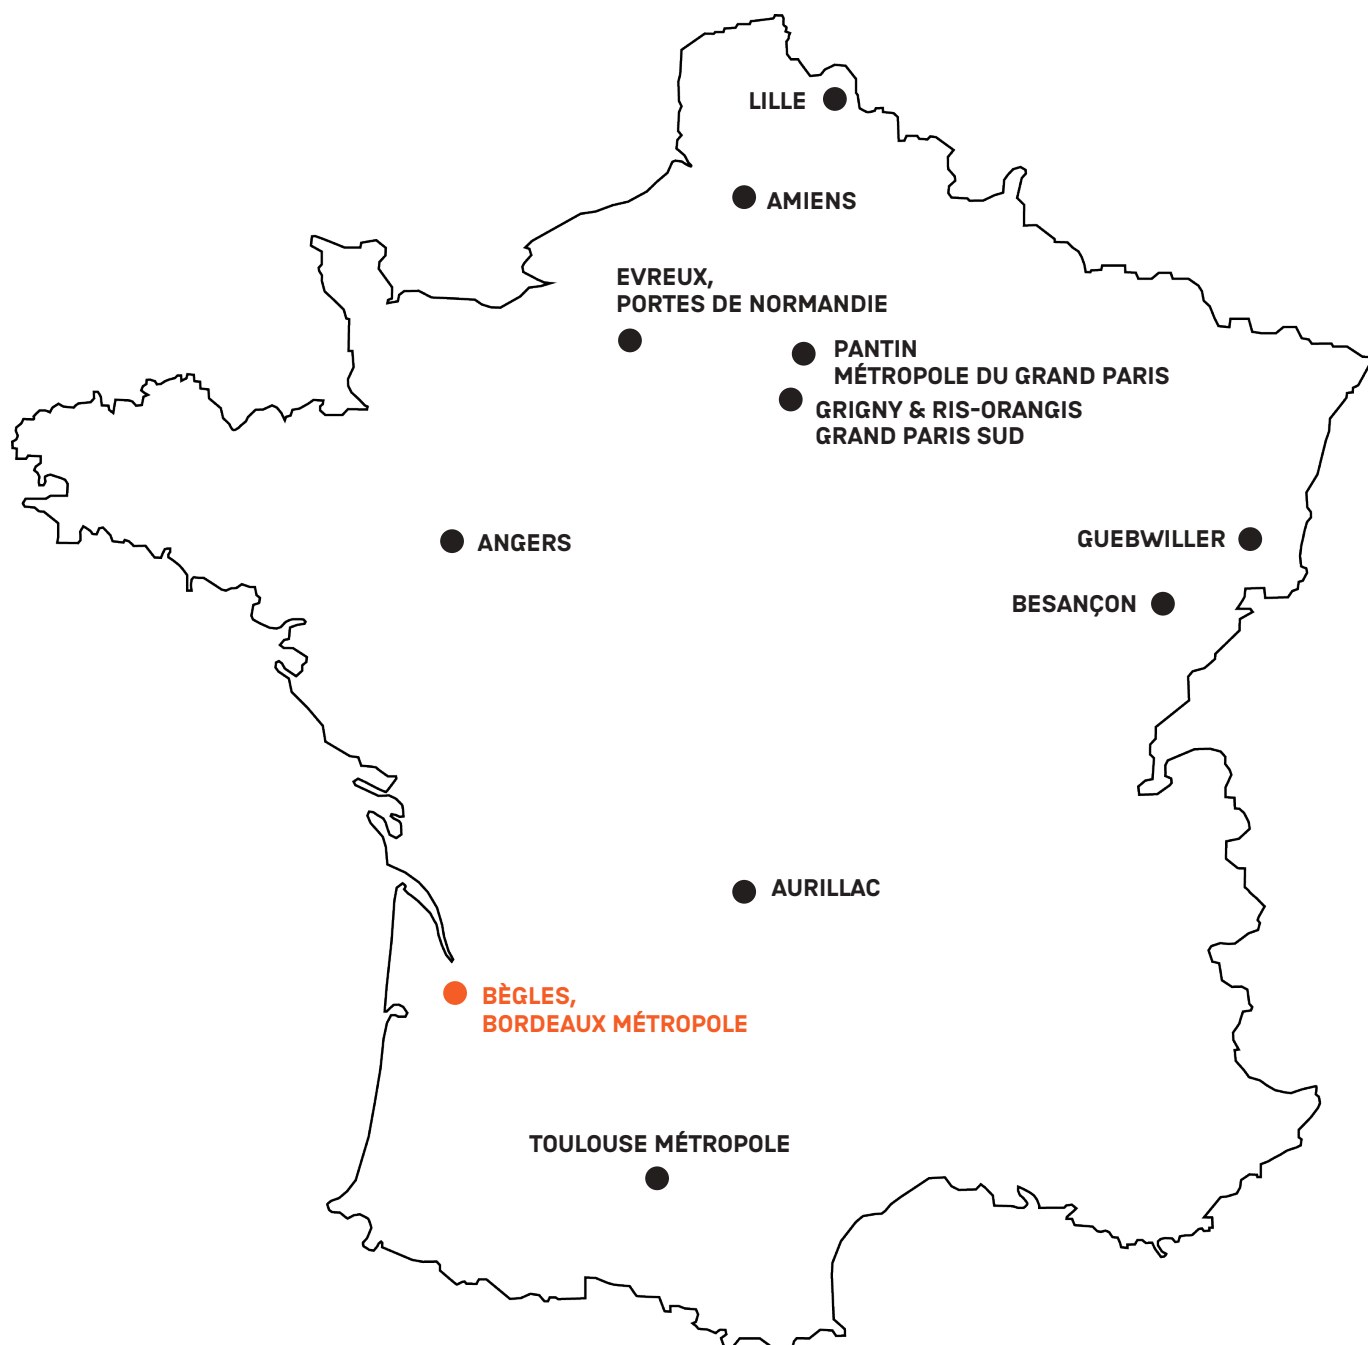 LILLE
AMIENS
EVREUX,
PORTES DE NORMANDIE
PANTIN
MÉTROPOLE DU GRAND PARIS
GRIGNY & RIS-ORANGIS
GRAND PARIS SUD
ANGERS
GUEBWILLER
BESANÇON
AURILLAC
BÈGLES,
BORDEAUX MÉTROPOLE
TOULOUSE MÉTROPOLE